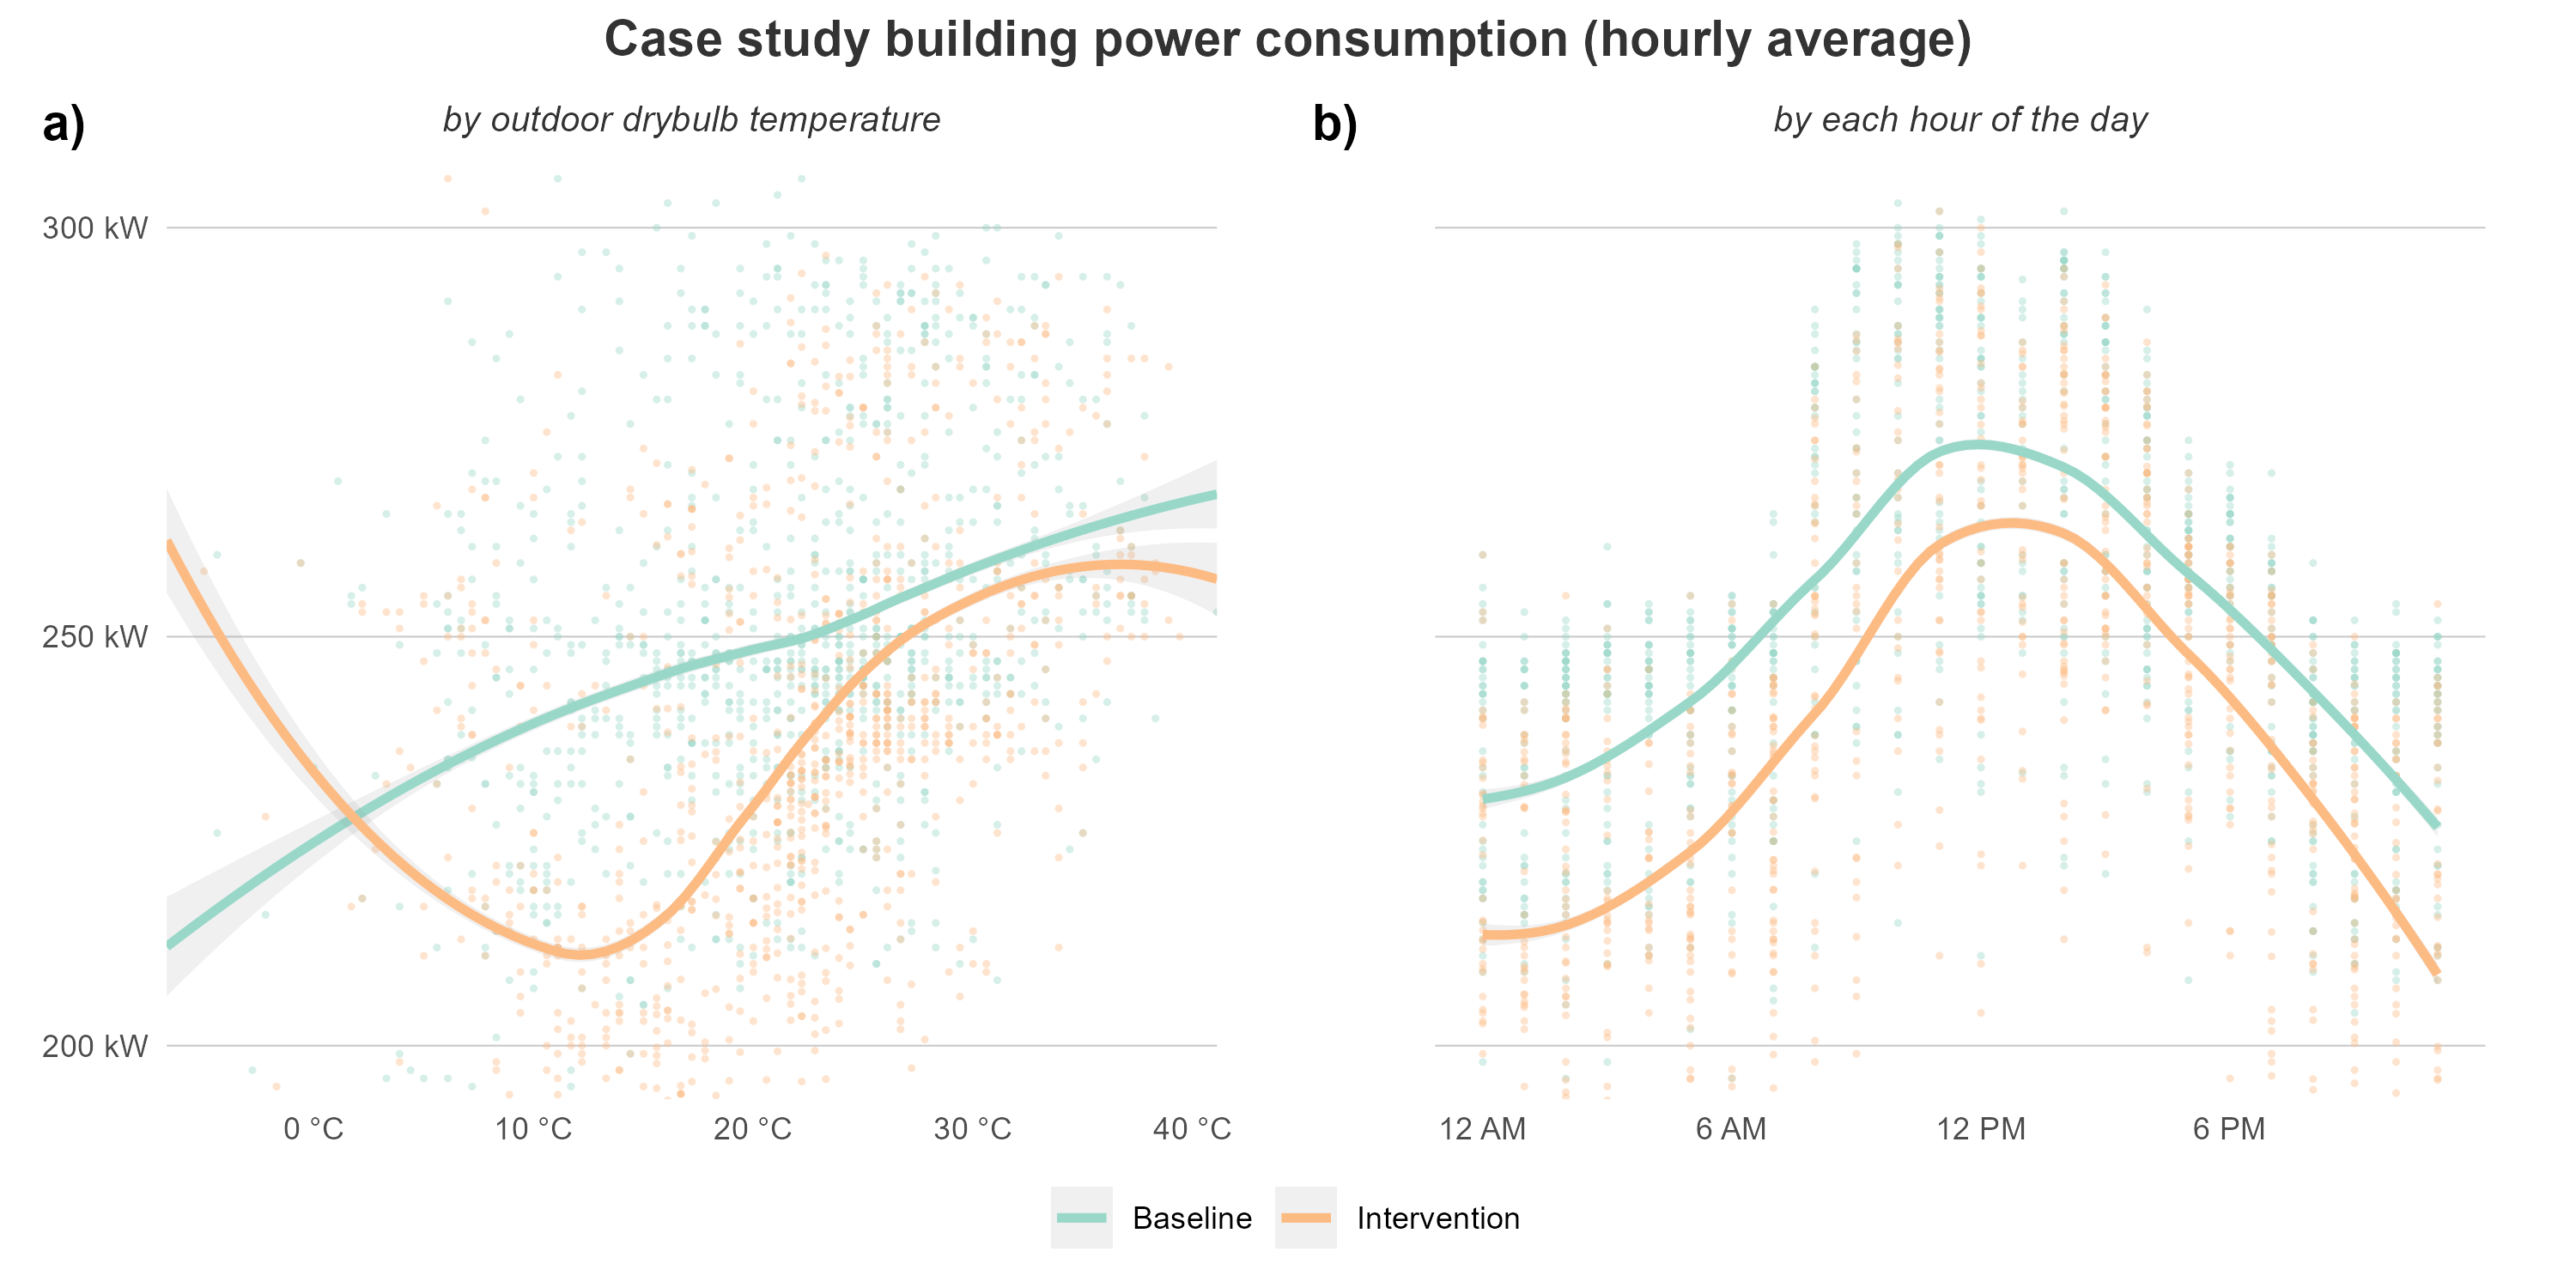 Case study building power consumption (hourly average)
a)
by outdoor drybulb temperature
300 kW
250 kW
200 kW
0 °C
10 °C
20 °C
30 °C
40 °C
b)
by each hour of the day
12 AM
6 AM
12 PM
6 PM
Baseline
Intervention